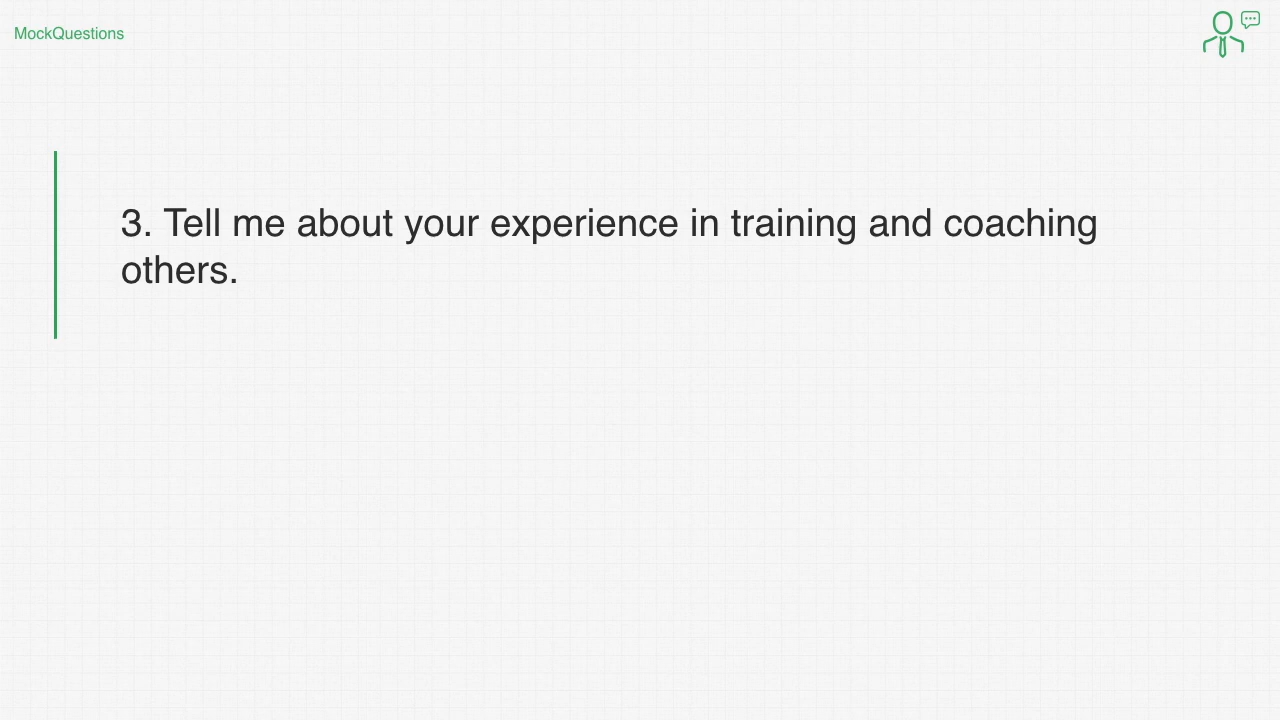 MockQuestions
3. Tell me about your experience in training and coaching
others.